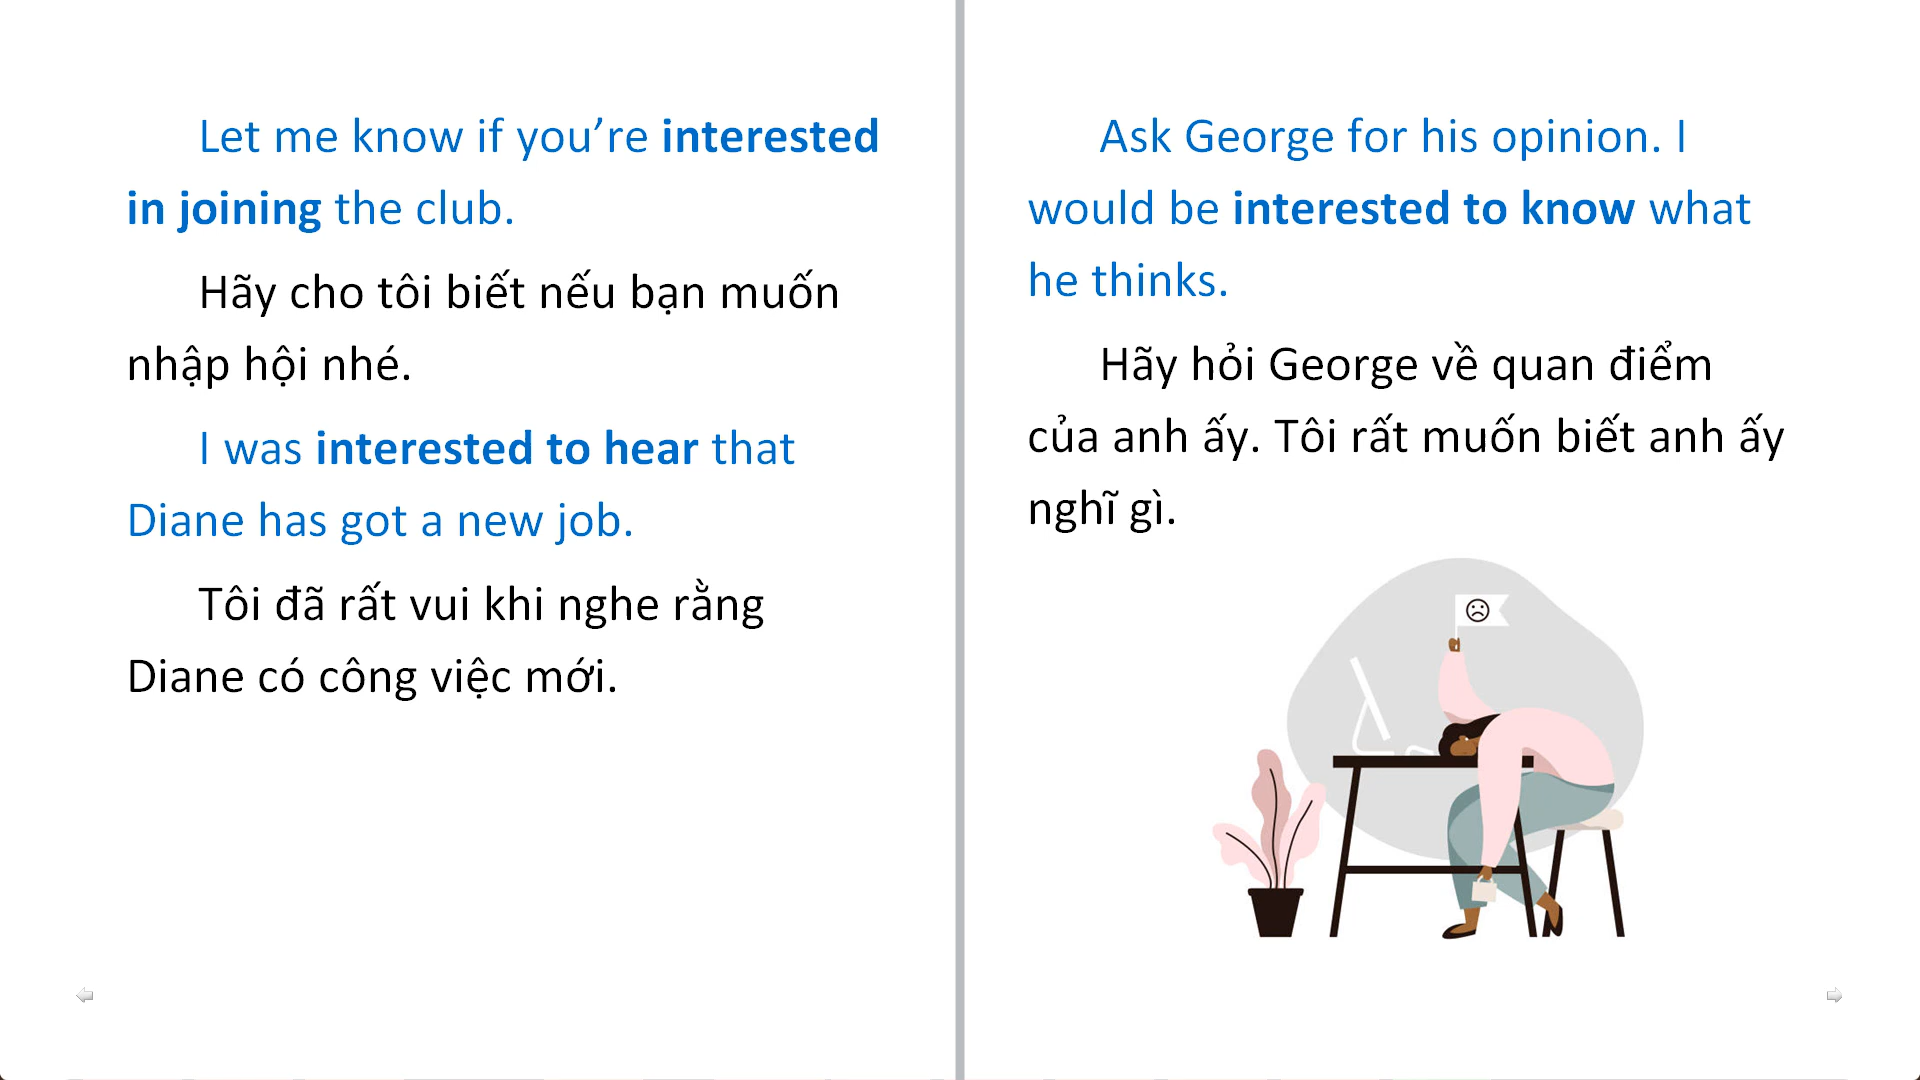 Let me know if you’re interested
in joining the club.
Hãy cho tôi biết nếu bạn muốn
nhập hội nhé.
I was interested to hear that
Diane has got a new job.
Tôi đã rất vui khi nghe rằng
Diane có công việc mới.
Ask George for his opinion. I
would be interested to know what
he thinks.
Hãy hỏi George về quan điểm
của anh ấy. Tôi rất muốn biết anh ấy
nghĩ gì.